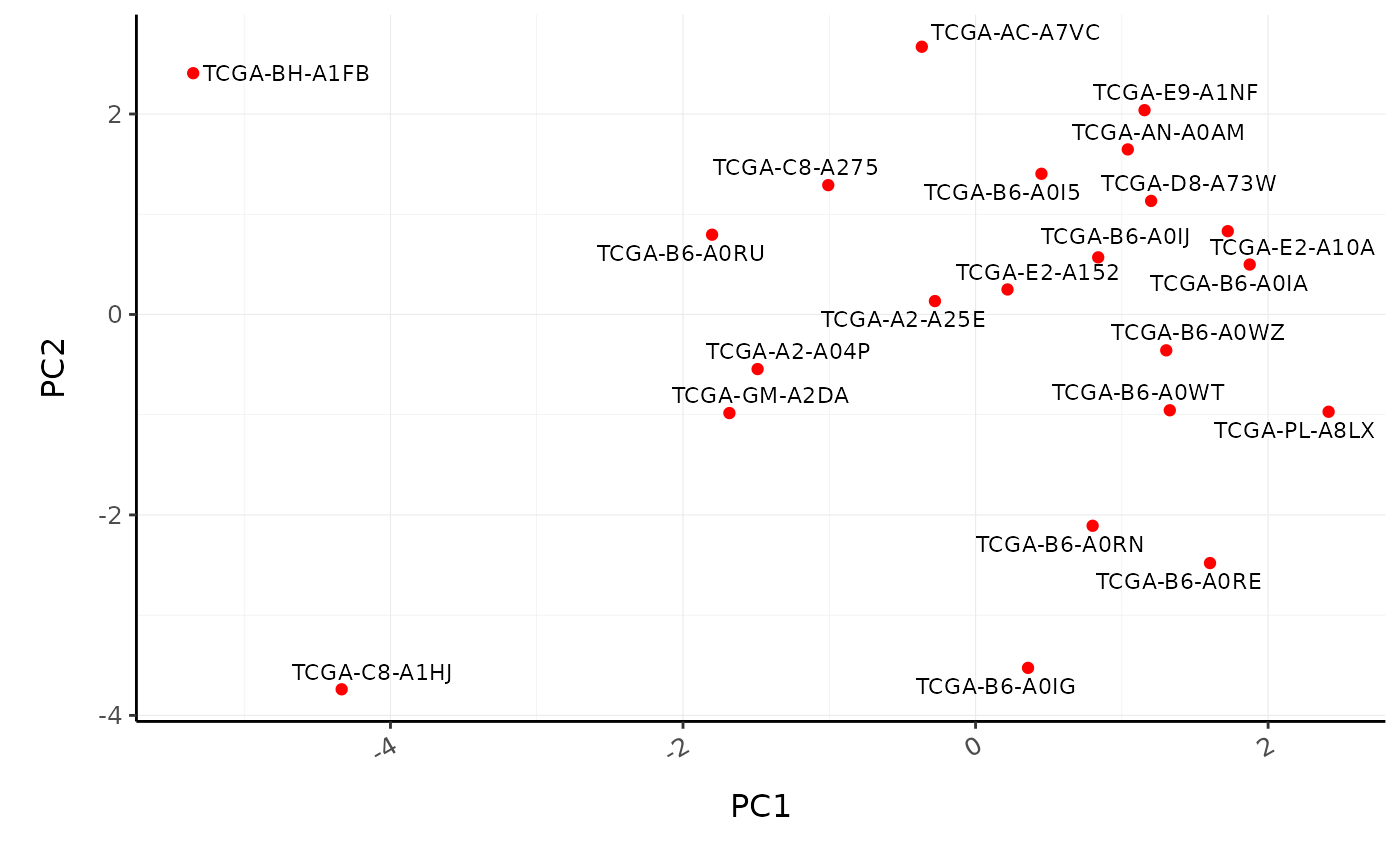 TCGA-AC-A7VC
TCGA-BH-A1FB
TCGA-E9-A1NF
2
TCGA-AN-A0AM
TCGA-C8-A275
TCGA-D8-A73W
TCGA-B6-A0I5
TCGA-B6-A0IJ
TCGA-E2-A10A
TCGA-B6-A0RU
TCGA-E2-A152
TCGA-B6-A0IA
0
TCGA-A2-A25E
TCGA-B6-A0WZ
TCGA-A2-A04P
PC2
TCGA-GM-A2DA
TCGA-B6-A0WT
TCGA-PL-A8LX
-2
TCGA-B6-A0RN
TCGA-B6-A0RE
TCGA-C8-A1HJ
TCGA-B6-A0IG
-4
-4
-2
0
2
PC1